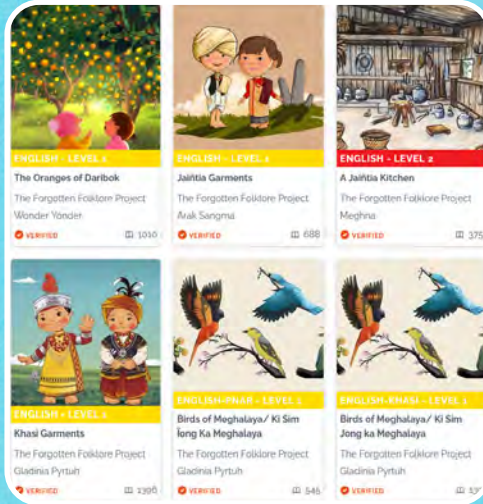 ENGLISH - LEVEL 1
The Oranges of Daribok
The Forgotten Folklore Project
Wonder Yonder
VERIFIED 1010
ENGLISH - LEVEL 1
Jaiñtia Garments
The Forgotten Folklore Project
Arak Sangma
VERIFIED 688
ENGLISH - LEVEL 2
A Jaiñtia Kitchen
The Forgotten Folklore Project
Meghna
VERIFIED 375
ENGLISH - LEVEL 1
Khasi Garments
The Forgotten Folklore Project
Gladinia Pyrtuh
VERIFIED 1396
ENGLISH-PNAR - LEVEL 1
Birds of Meghalaya/ Ki Sim
Ïong Ka Meghalaya
The Forgotten Folklore Project
Gladinia Pyrtuh
VERIFIED 545
ENGLISH-KHASI - LEVEL 1
Birds of Meghalaya/ Ki Sim
Jong ka Meghalaya
The Forgotten Folklore Project
Gladinia Pyrtuh
VERIFIED